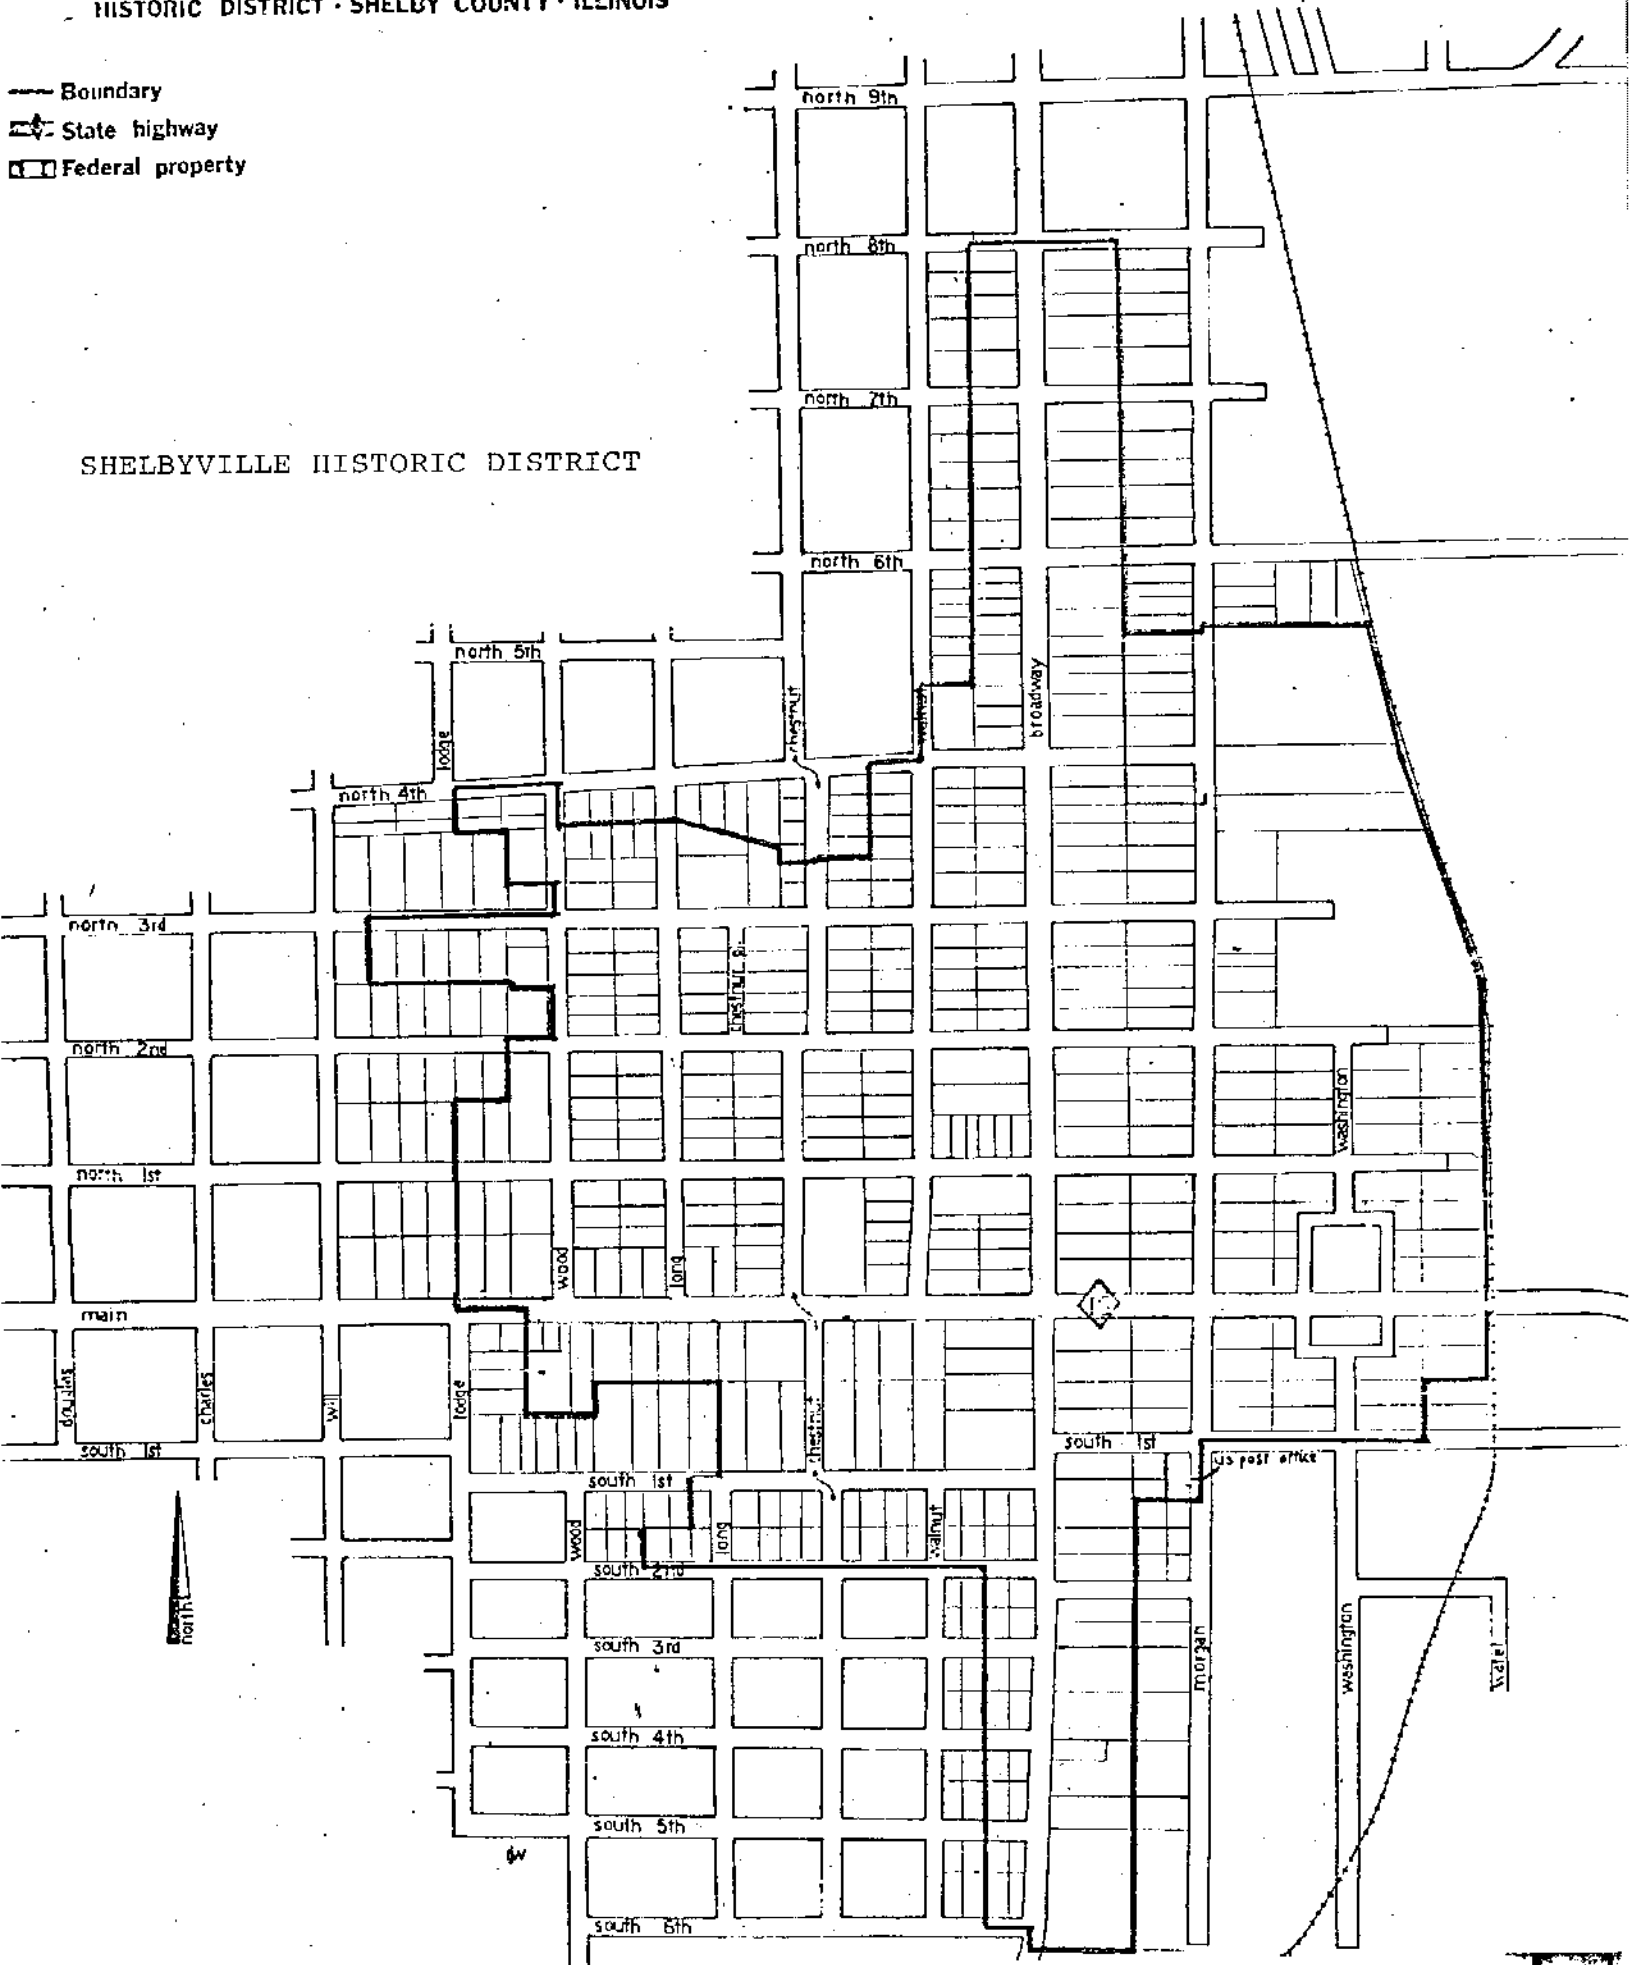 HISTORIC DISTRICT · SHELBY COUNTY · ILLINOIS
Boundary
State highway
Federal property
north 9th
north 8th
north 7th
SHELBYVILLE HISTORIC DISTRICT
north 6th
north 5th
chestnut
broadway
lodge
north 4th
north 3rd
chestnut
north 2nd
washington
north 1st
wood
long
main
douglas
charles
will
lodge
chestnut
south 1st
south 1st
us post office
south 1st
wood
long
walnut
south 2nd
north
south 3rd
morgan
washington
water
south 4th
south 5th
south 6th